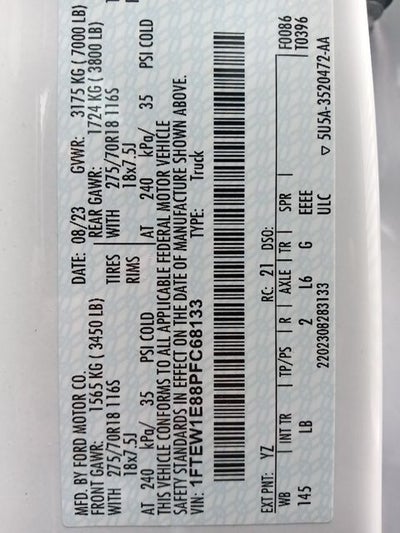 MFD. BY FORD MOTOR CO.
DATE: 08/23 GVWR: 3175 KG ( 7000 LB)
FRONT GAWR: 1565 KG ( 3450 LB) REAR GAWR: 1724 KG ( 3800 LB)
WITH 275/70R18 116S TIRES WITH 275/70R18 116S
18x7.5J RIMS 18x7.5J
AT 240 kPa/ 35 PSI COLD AT 240 kPa/ 35 PSI COLD
THIS VEHICLE CONFORMS TO ALL APPLICABLE FEDERAL MOTOR VEHICLE
SAFETY STANDARDS IN EFFECT ON THE DATE OF MANUFACTURE SHOWN ABOVE.
VIN: 1FTEW1E88PFC68133 TYPE: Truck
F0086
T0396
EXT PNT: YZ RC: 21 DSO:
WB INT TR TP/PS R AXLE TR SPR
145 LB 2 L6 G EEEE
2202308283133 ULC
▽ 5U5A-3520472-AA